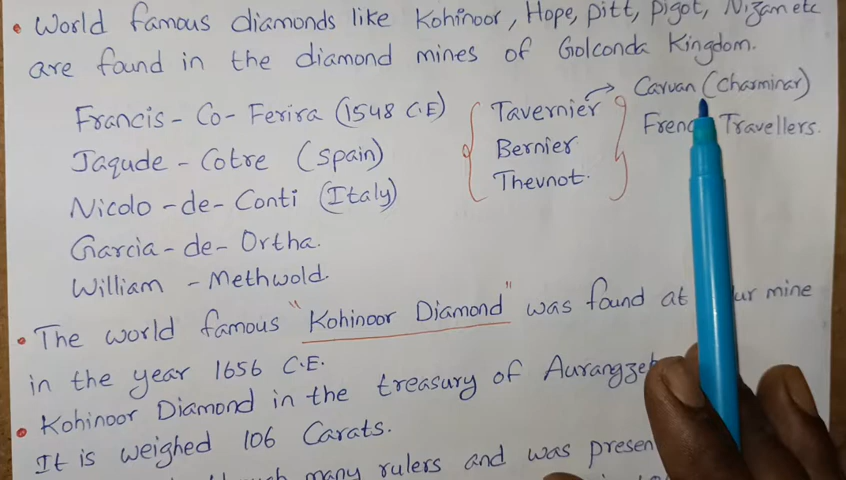 • World famous diamonds like Kohinoor, Hope, Pitt, Pigot, Nizam etc
are found in the diamond mines of Golconda Kingdom.
Francis - Co - Ferira (1548 C.E)
Jaqude - Cotre (Spain)
Nicolo - de - Conti (Italy)
Garcia - de - Ortha.
William - Methwold.
Tavernier → Carvan (Charminar)
Bernier
Thevnot.
Frenc Travellers.
• The world famous "Kohinoor Diamond" was found at ur mine
in the year 1656 C.E.
• Kohinoor Diamond in the treasury of Aurangzeb
It is weighed 106 Carats.
many rulers and was presen